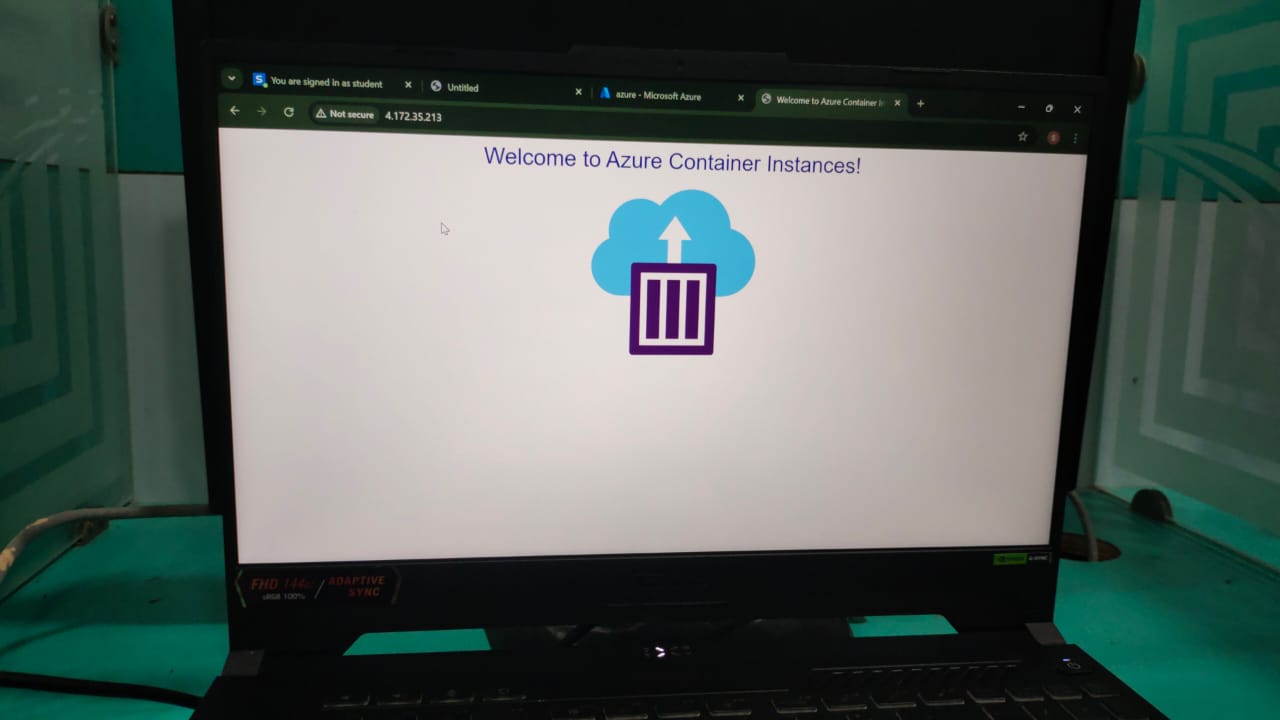 You are signed in as student
Untitled
azure - Microsoft Azure
Welcome to Azure Container In
Not secure
4.172.35.213
Welcome to Azure Container Instances!
FHD 144Hz / ADAPTIVE SYNC
sRGB 100%
G-SYNC